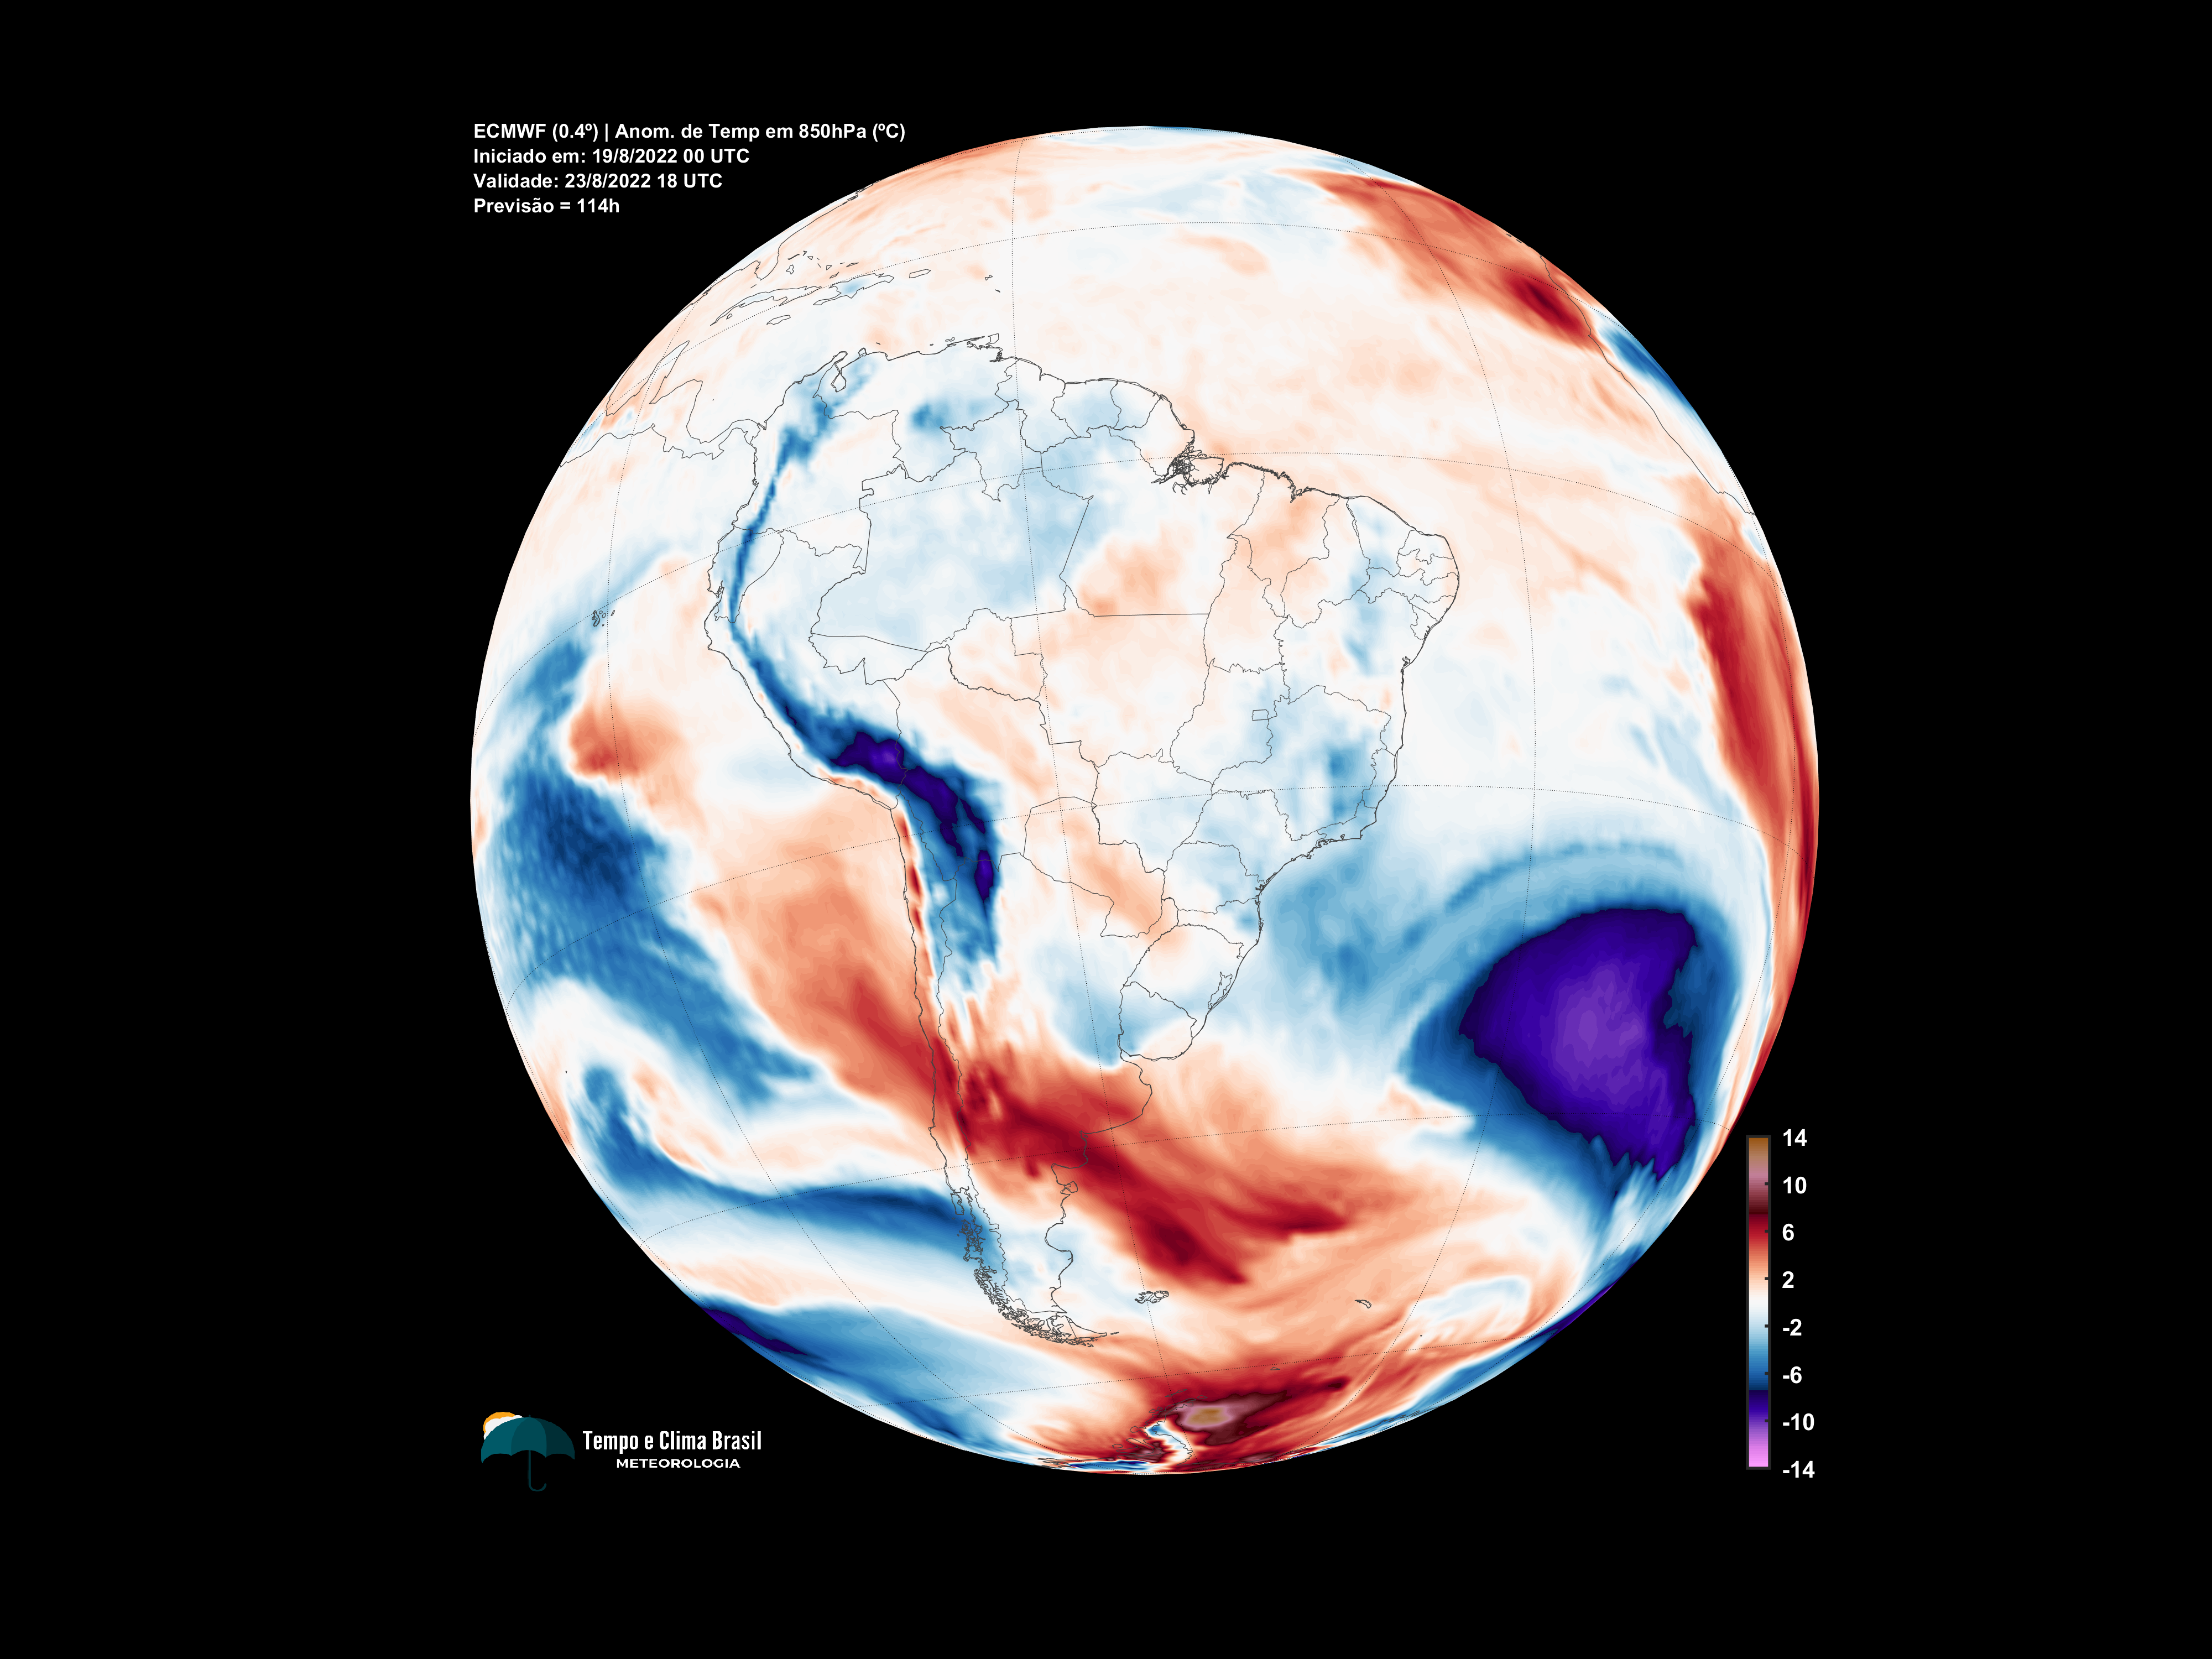 ECMWF (0.4º) | Anom. de Temp em 850hPa (ºC)
Iniciado em: 19/8/2022 00 UTC
Validade: 23/8/2022 18 UTC
Previsão = 114h
14
10
6
2
-2
-6
-10
-14
Tempo e Clima Brasil
METEOROLOGIA